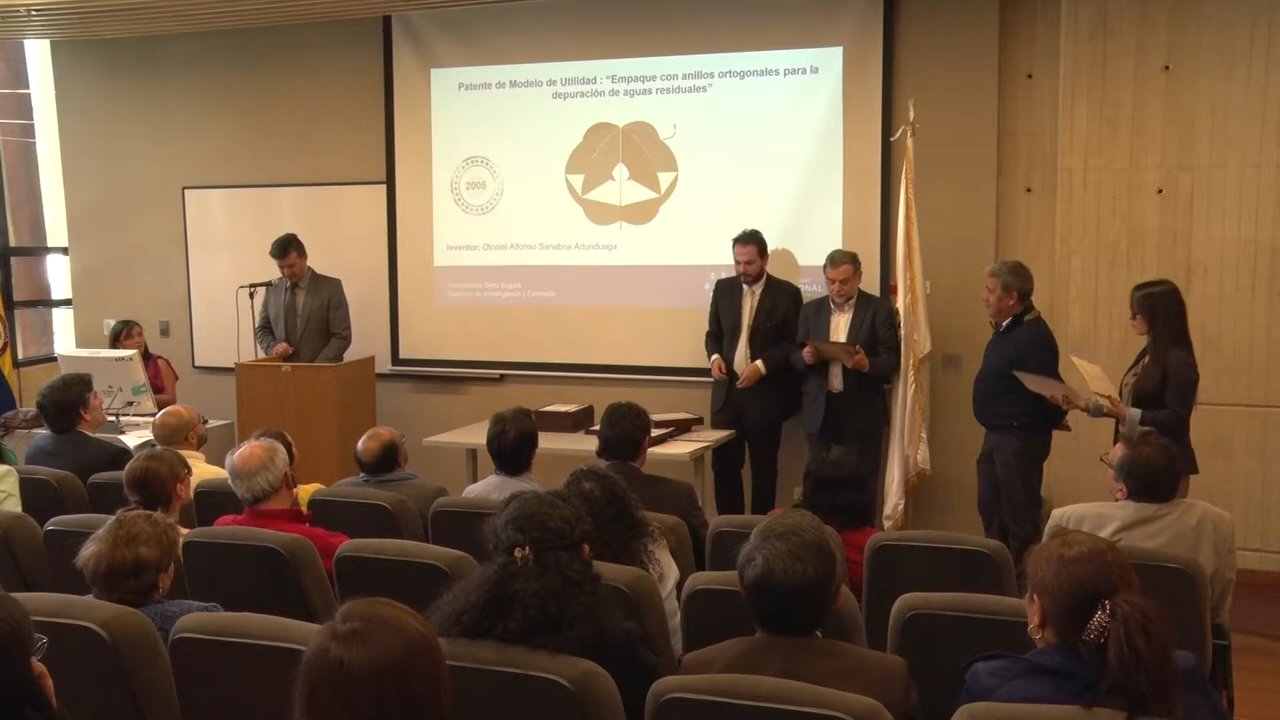 Patente de Modelo de Utilidad : “Empaque con anillos ortogonales para la
depuración de aguas residuales”
2006
Inventor: Otoniel Alfonso Sanabria Artunduaga
Vicerrectoría Sede Bogotá
Dirección de Investigación y Extensión